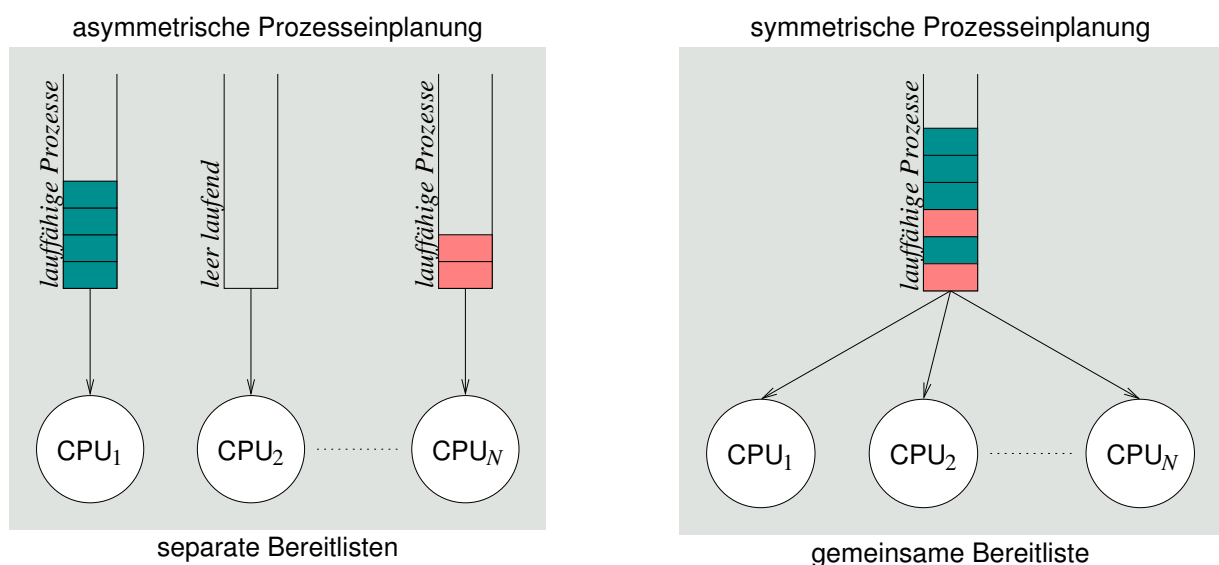 asymmetrische Prozesseinplanung
lauffähige Prozesse
leer laufend
lauffähige Prozesse
CPU1
CPU2
CPUN
separate Bereitlisten
symmetrische Prozesseinplanung
lauffähige Prozesse
CPU1
CPU2
CPUN
gemeinsame Bereitliste